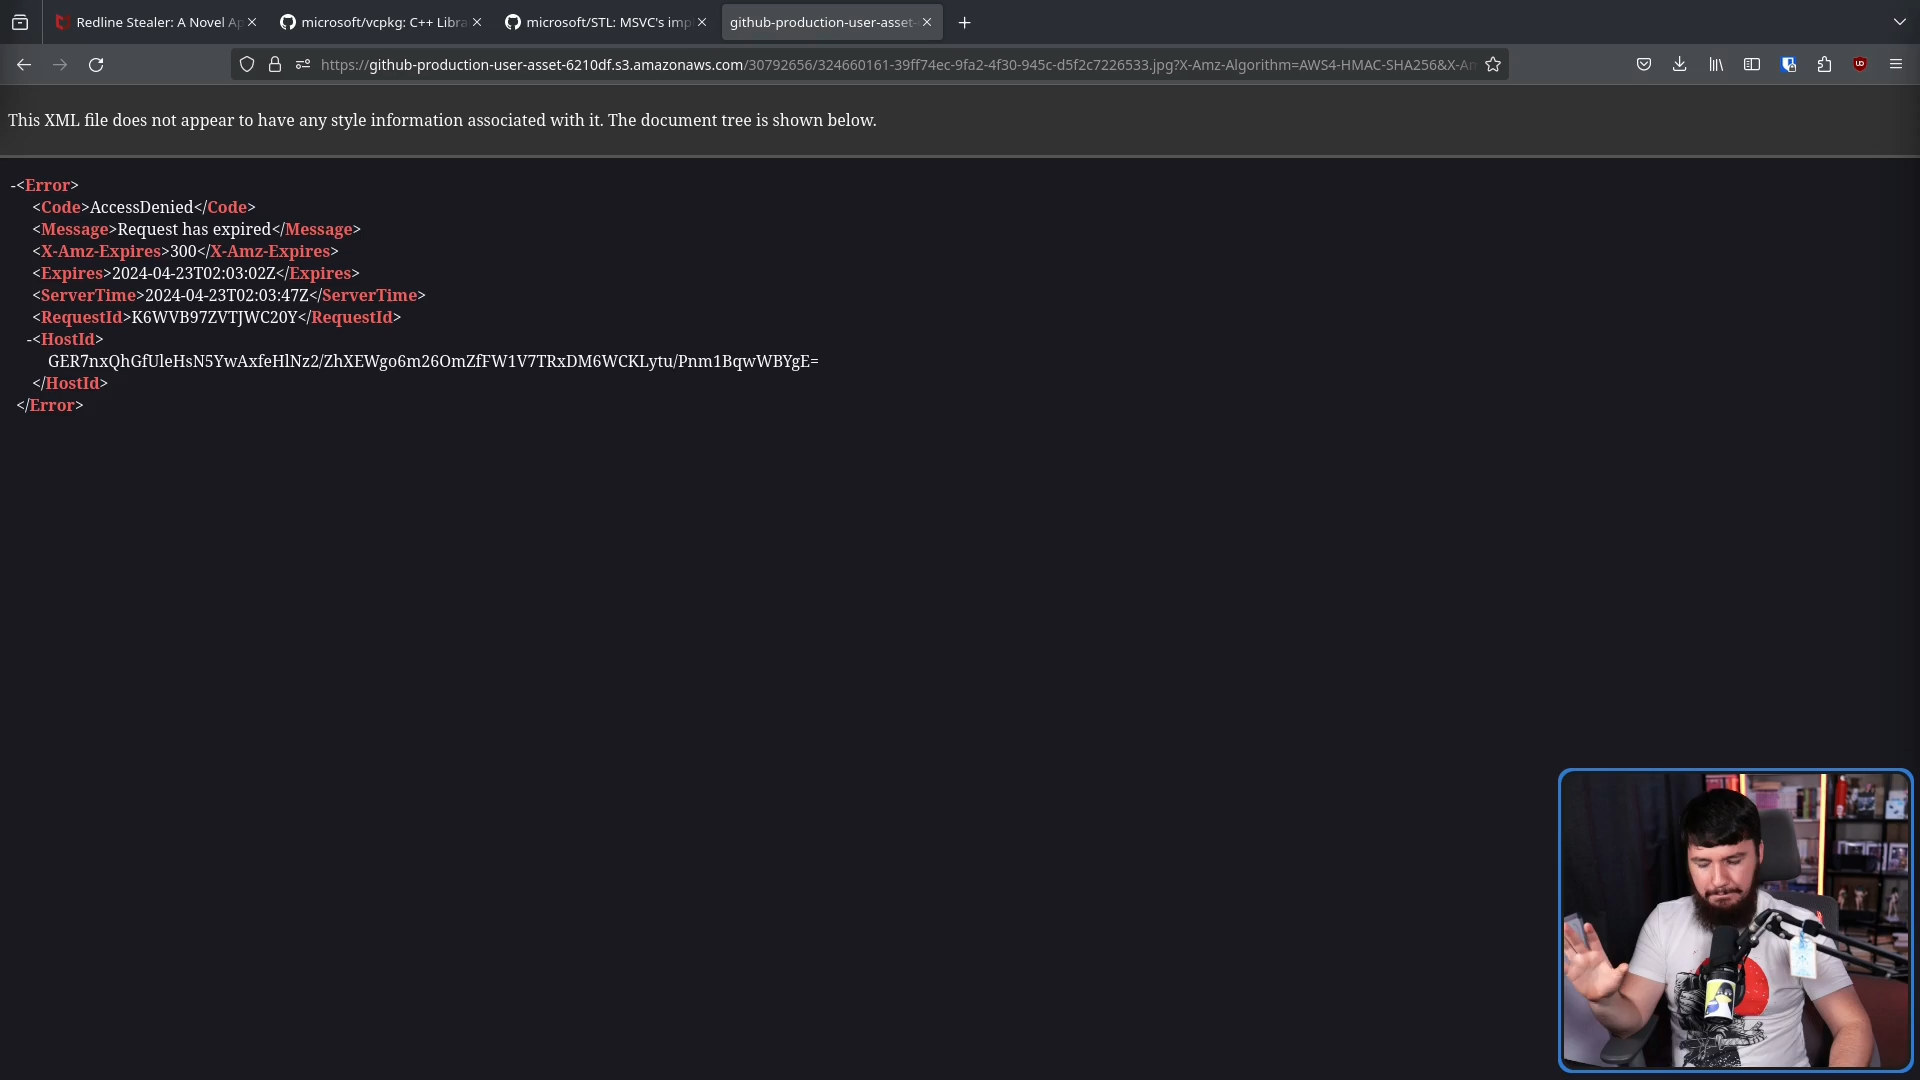 Redline Stealer: A Novel Ap
microsoft/vcpkg: C++ Libra
microsoft/STL: MSVC's imp
github-production-user-asset-
https://github-production-user-asset-6210df.s3.amazonaws.com/30792656/324660161-39ff74ec-9fa2-4f30-945c-d5f2c7226533.jpg?X-Amz-Algorithm=AWS4-HMAC-SHA256&X-Am
This XML file does not appear to have any style information associated with it. The document tree is shown below.
-<Error>
<Code>AccessDenied</Code>
<Message>Request has expired</Message>
<X-Amz-Expires>300</X-Amz-Expires>
<Expires>2024-04-23T02:03:02Z</Expires>
<ServerTime>2024-04-23T02:03:47Z</ServerTime>
<RequestId>K6WVB97ZVTJWC20Y</RequestId>
-<HostId>
GER7nxQhGfUleHsN5YwAxfeHlNz2/ZhXEWgo6m26OmZfFW1V7TRxDM6WCKLytu/Pnm1BqwWBYgE=
</HostId>
</Error>